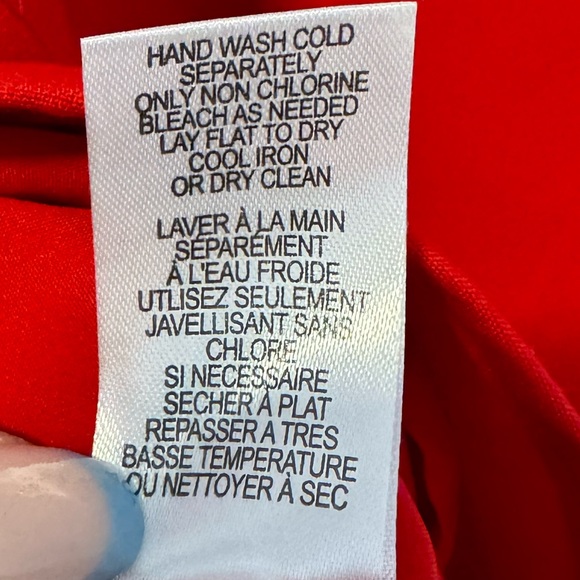 HAND WASH COLD
SEPARATELY
ONLY NON CHLORINE
BLEACH AS NEEDED
LAY FLAT TO DRY
COOL IRON
OR DRY CLEAN
LAVER À LA MAIN
SÉPARÉMENT
À L'EAU FROIDE
UTLISEZ SEULEMENT
JAVELLISANT SANS
CHLORE
SI NECESSAIRE
SECHER A PLAT
REPASSER A TRES
BASSE TEMPERATURE
OU NETTOYER À SEC